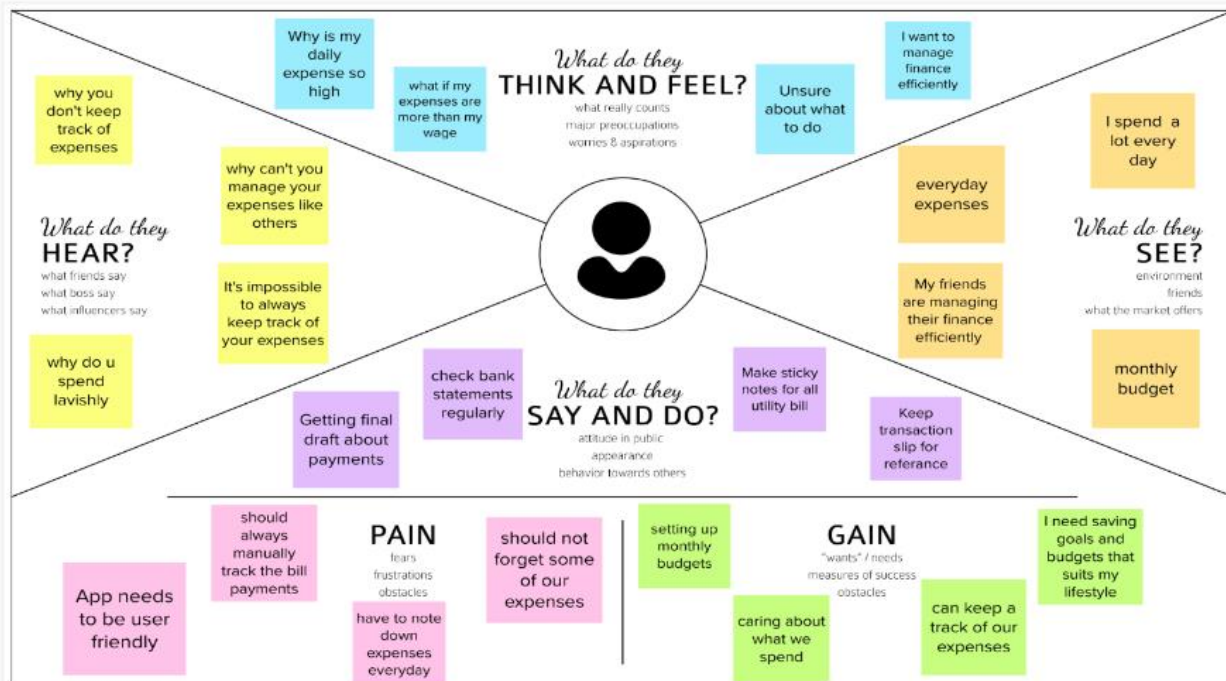 Why is my
daily
expense so
high
what if my
expenses are
more than my
wage
What do they
THINK AND FEEL?
what really counts
major preoccupations
worries & aspirations
Unsure
about what
to do
I want to
manage
finance
efficiently
why you
don't keep
track of
expenses
why can't you
manage your
expenses like
others
What do they
HEAR?
what friends say
what boss say
what influencers say
It's impossible
to always
keep track of
your expenses
why do u
spend
lavishly
I spend a
lot every
day
everyday
expenses
What do they
SEE?
environment
friends
what the market offers
My friends
are managing
their finance
efficiently
monthly
budget
Getting final
draft about
payments
check bank
statements
regularly
What do they
SAY AND DO?
attitude in public
appearance
behavior towards others
Make sticky
notes for all
utility bill
Keep
transaction
slip for
referance
PAIN
fears
frustrations
obstacles
App needs
to be user
friendly
should
always
manually
track the bill
payments
have to note
down
expenses
everyday
should not
forget some
of our
expenses
GAIN
"wants" / needs
measures of success
obstacles
setting up
monthly
budgets
caring about
what we
spend
can keep a
track of our
expenses
I need saving
goals and
budgets that
suits my
lifestyle